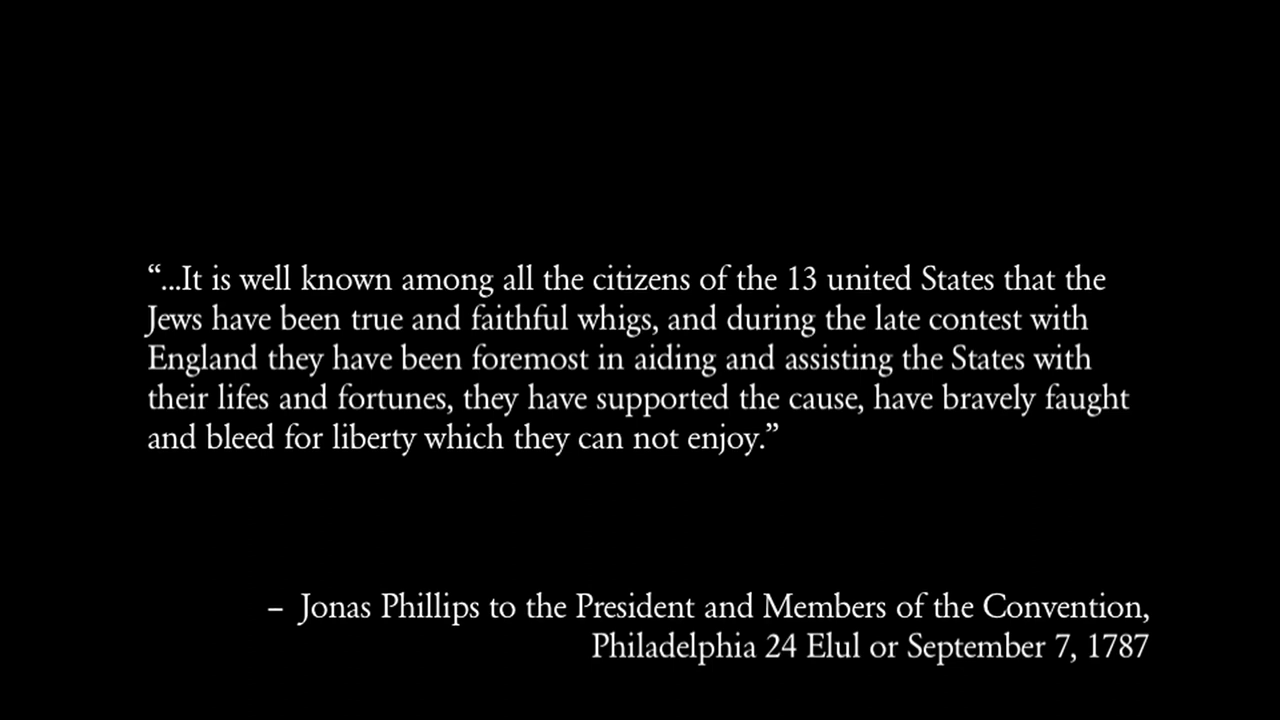 “...It is well known among all the citizens of the 13 united States that the
Jews have been true and faithful whigs, and during the late contest with
England they have been foremost in aiding and assisting the States with
their lifes and fortunes, they have supported the cause, have bravely faught
and bleed for liberty which they can not enjoy.”
– Jonas Phillips to the President and Members of the Convention,
Philadelphia 24 Elul or September 7, 1787